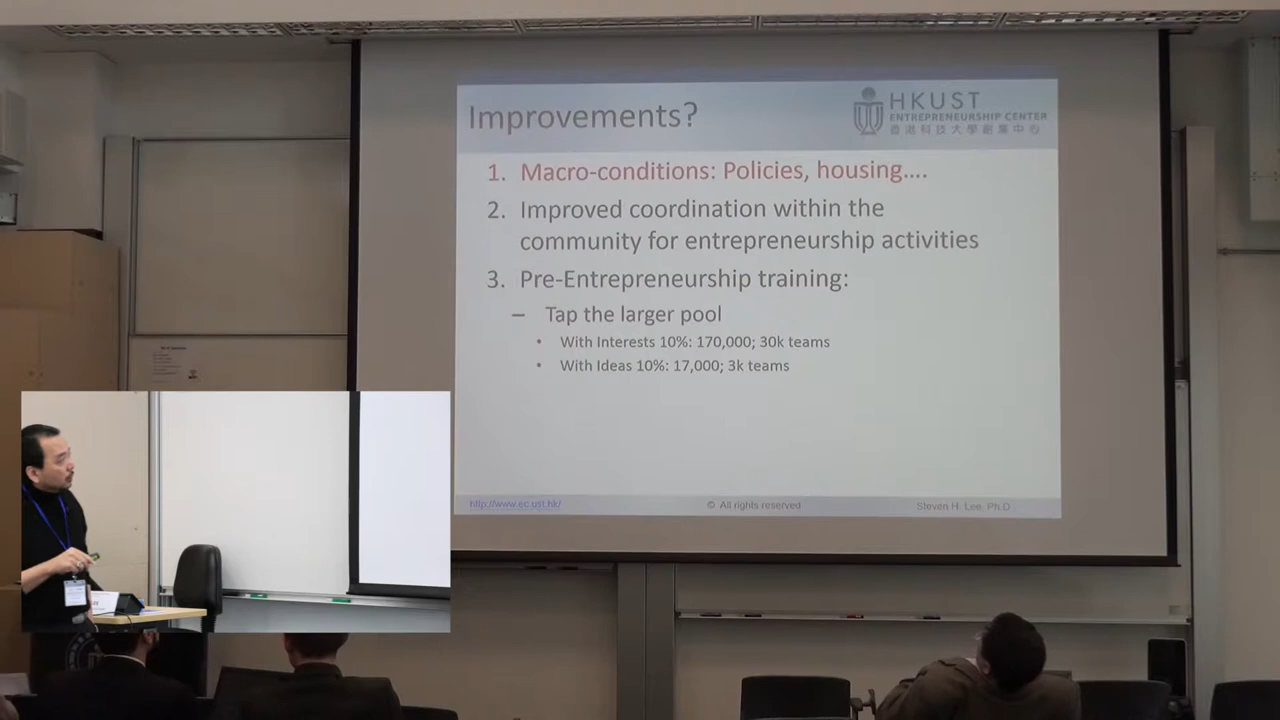 Improvements?
HKUST
ENTREPRENEURSHIP CENTER
香港科技大學創業中心
1. Macro-conditions: Policies, housing....
2. Improved coordination within the
community for entrepreneurship activities
3. Pre-Entrepreneurship training:
– Tap the larger pool
• With Interests 10%: 170,000; 30k teams
• With Ideas 10%: 17,000; 3k teams
http://www.ec.ust.hk/
© All rights reserved
Steven H. Lee, Ph.D